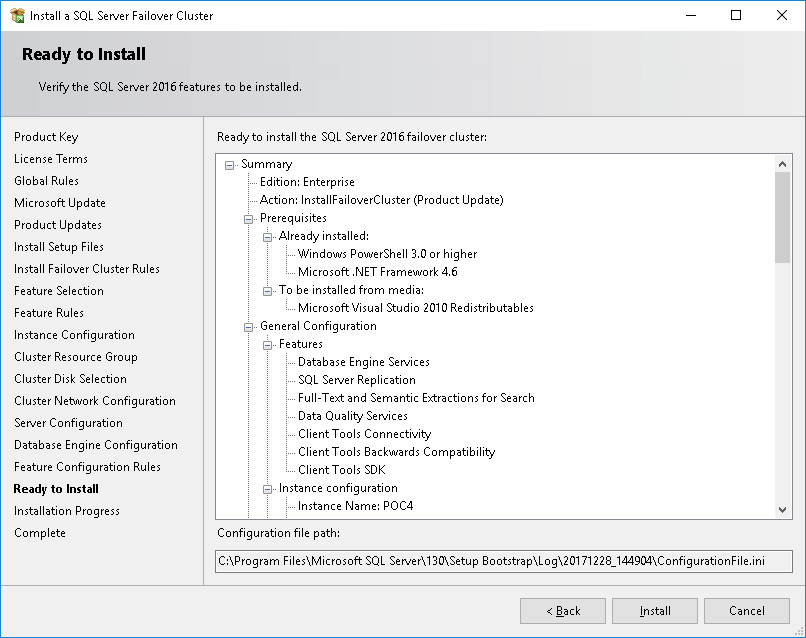 Install a SQL Server Failover Cluster
Ready to Install
Verify the SQL Server 2016 features to be installed.
Product Key
License Terms
Global Rules
Microsoft Update
Product Updates
Install Setup Files
Install Failover Cluster Rules
Feature Selection
Feature Rules
Instance Configuration
Cluster Resource Group
Cluster Disk Selection
Cluster Network Configuration
Server Configuration
Database Engine Configuration
Feature Configuration Rules
Ready to Install
Installation Progress
Complete
Ready to install the SQL Server 2016 failover cluster:
Summary
Edition: Enterprise
Action: InstallFailoverCluster (Product Update)
Prerequisites
Already installed:
Windows PowerShell 3.0 or higher
Microsoft .NET Framework 4.6
To be installed from media:
Microsoft Visual Studio 2010 Redistributables
General Configuration
Features
Database Engine Services
SQL Server Replication
Full-Text and Semantic Extractions for Search
Data Quality Services
Client Tools Connectivity
Client Tools Backwards Compatibility
Client Tools SDK
Instance configuration
Instance Name: POC4
Configuration file path:
C:\Program Files\Microsoft SQL Server\130\Setup Bootstrap\Log\20171228_144904\ConfigurationFile.ini
< Back
Install
Cancel